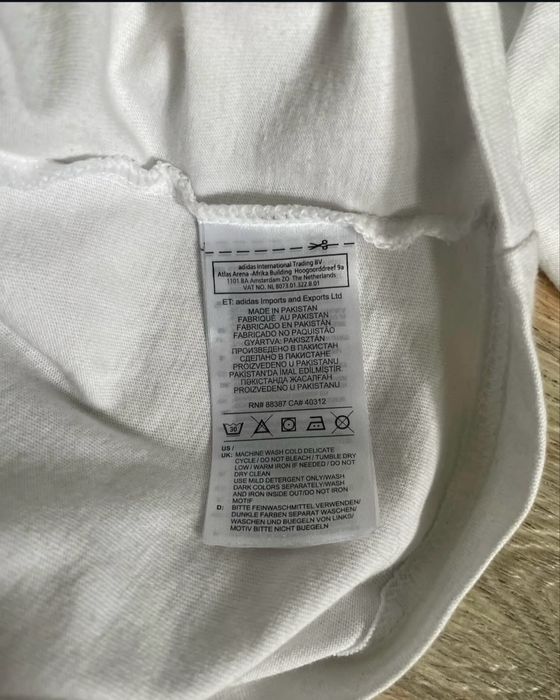 adidas International Trading BV
Atlas Arena -Afrika Building Hoogoorddreef 9a
1101 BA Amsterdam ZO The Netherlands
VAT NO. NL 8073.01.322.B.01
ET: adidas Imports and Exports Ltd
MADE IN PAKISTAN
FABRIQUÉ AU PAKISTAN
FABRICADO EN PAKISTÁN
FABRICADO NO PAQUISTÃO
GYÁRTVA: PAKISZTÁN
ПРОИЗВЕДЕНО В ПАКИСТАН
СДЕЛАНО В ПАКИСТАНЕ
PROIZVEDENO U PAKISTANU
PAKISTAN'DA İMAL EDİLMİŞTİR
ПӘКІСТАНДА ЖАСАЛҒАН
PROIZVEDENO U PAKISTANU
RN# 88387 CA# 40312
30
US /
UK: MACHINE WASH COLD DELICATE
CYCLE / DO NOT BLEACH / TUMBLE DRY
LOW / WARM IRON IF NEEDED / DO NOT
DRY CLEAN
USE MILD DETERGENT ONLY/WASH
DARK COLORS SEPARATELY/WASH
AND IRON INSIDE OUT/DO NOT IRON
MOTIF
D: BITTE FEINWASCHMITTEL VERWENDEN/
DUNKLE FARBEN SEPARAT WASCHEN/
WASCHEN UND BUEGELN VON LINKS/
MOTIV BITTE NICHT BUEGELN